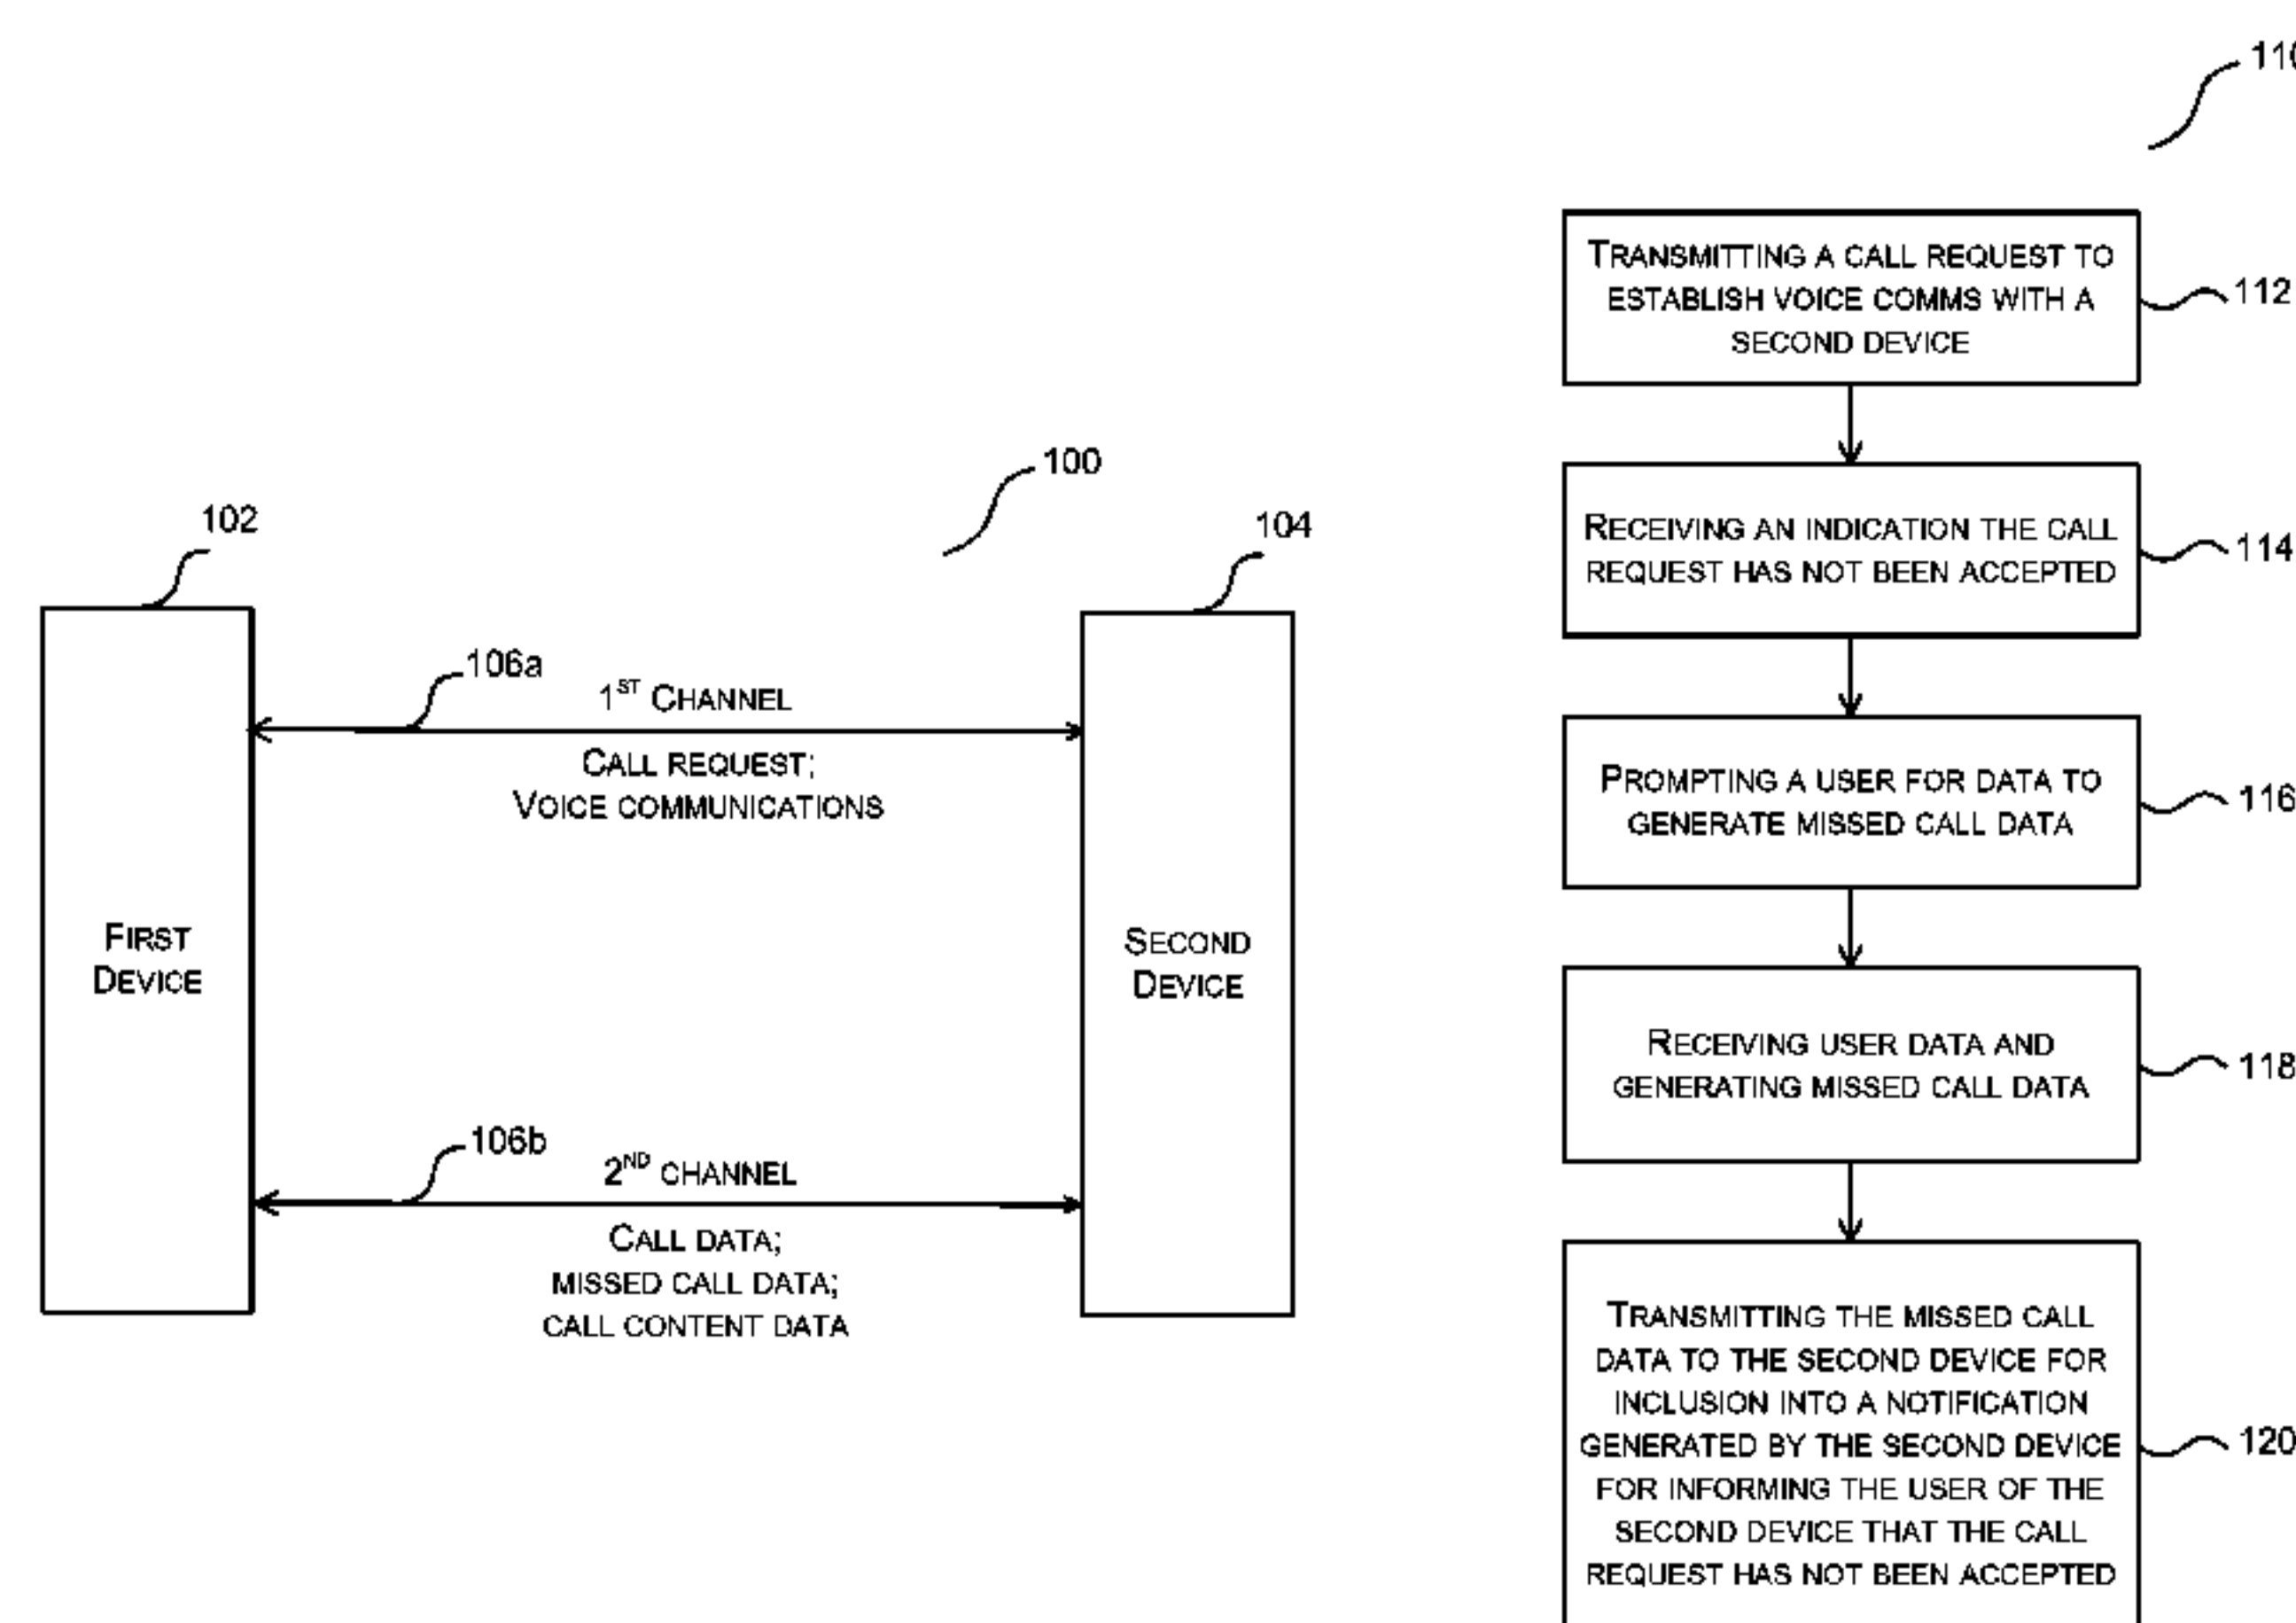 100
102
104
106a
1ST CHANNEL
CALL REQUEST;
VOICE COMMUNICATIONS
FIRST
DEVICE
SECOND
DEVICE
106b
2ND CHANNEL
CALL DATA;
MISSED CALL DATA;
CALL CONTENT DATA
110
TRANSMITTING A CALL REQUEST TO
ESTABLISH VOICE COMMS WITH A
SECOND DEVICE
112
RECEIVING AN INDICATION THE CALL
REQUEST HAS NOT BEEN ACCEPTED
114
PROMPTING A USER FOR DATA TO
GENERATE MISSED CALL DATA
116
RECEIVING USER DATA AND
GENERATING MISSED CALL DATA
118
TRANSMITTING THE MISSED CALL
DATA TO THE SECOND DEVICE FOR
INCLUSION INTO A NOTIFICATION
GENERATED BY THE SECOND DEVICE
FOR INFORMING THE USER OF THE
SECOND DEVICE THAT THE CALL
REQUEST HAS NOT BEEN ACCEPTED
120